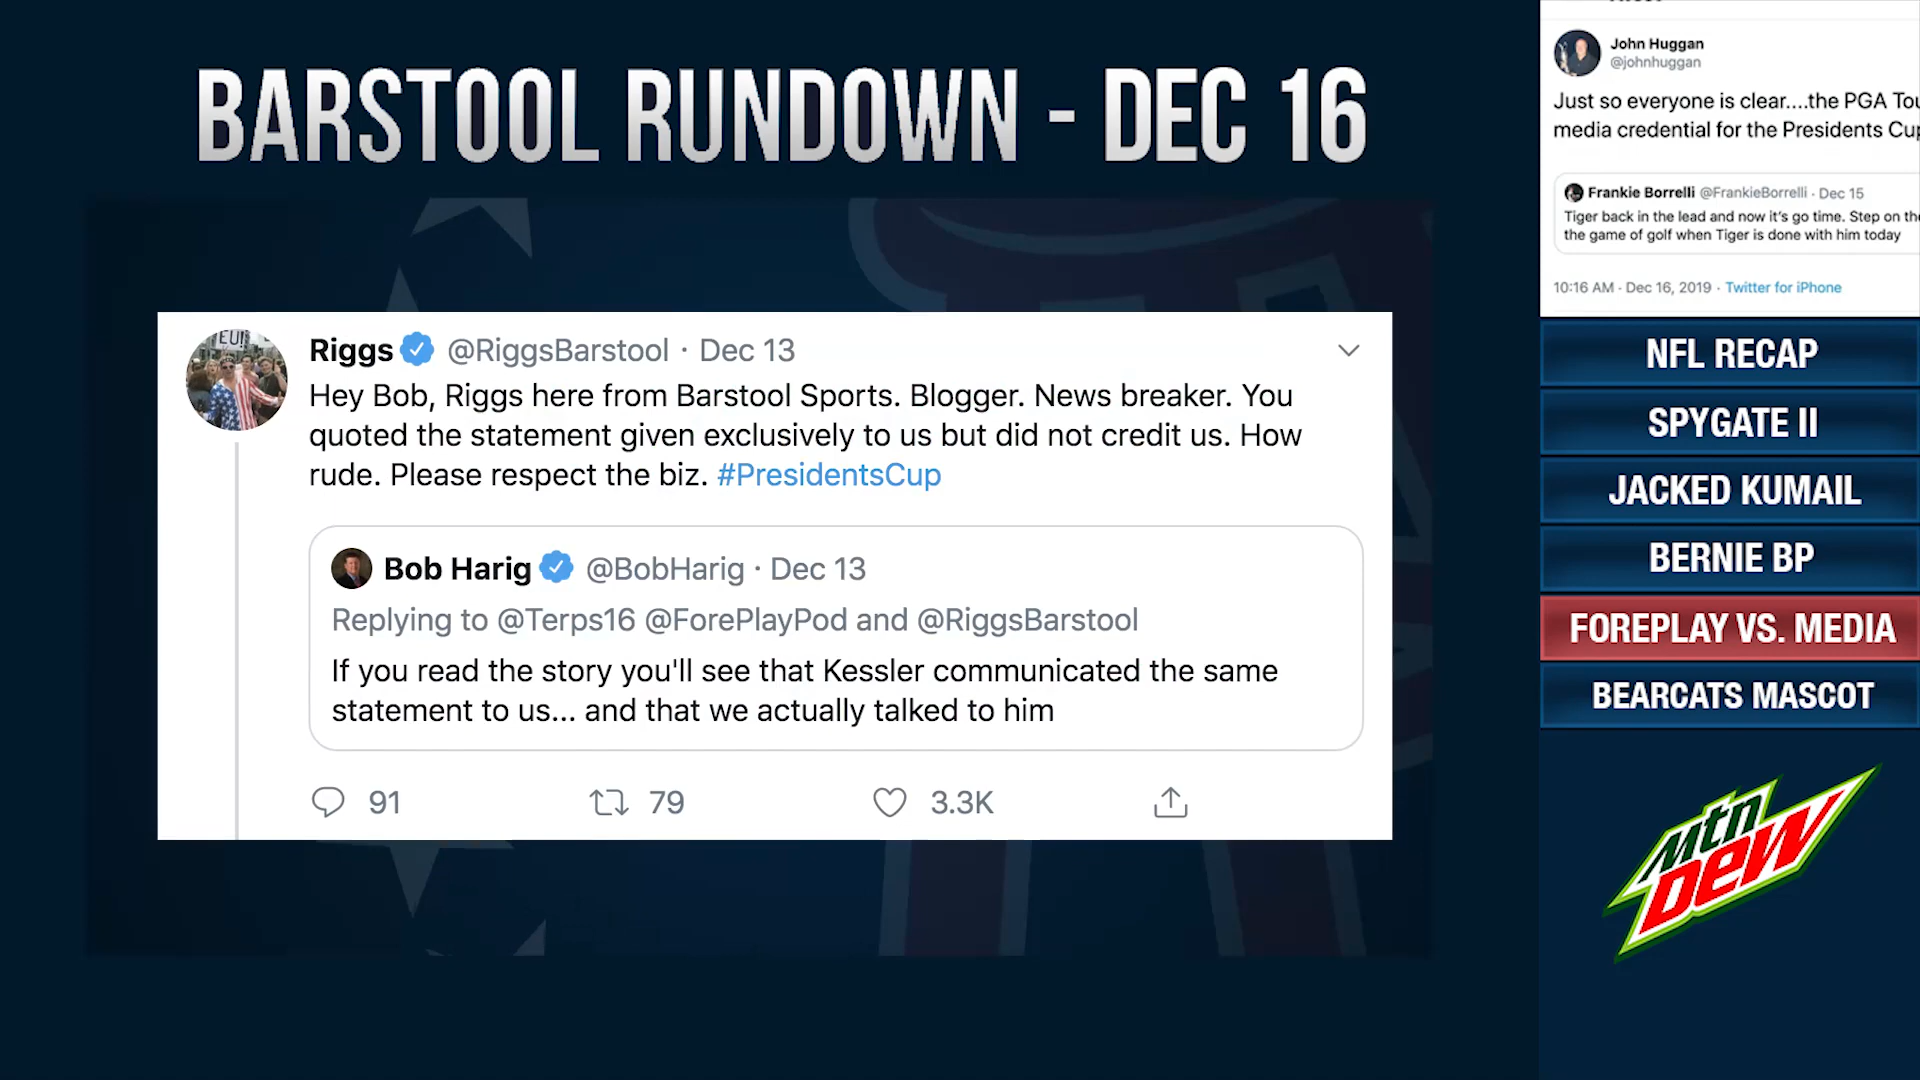 BARSTOOL RUNDOWN - DEC 16
Riggs @RiggsBarstool · Dec 13
Hey Bob, Riggs here from Barstool Sports. Blogger. News breaker. You
quoted the statement given exclusively to us but did not credit us. How
rude. Please respect the biz. #PresidentsCup
Bob Harig @BobHarig · Dec 13
Replying to @Terps16 @ForePlayPod and @RiggsBarstool
If you read the story you'll see that Kessler communicated the same
statement to us... and that we actually talked to him
91 79 3.3K
EU!
John Huggan
@johnhuggan
Just so everyone is clear....the PGA Tou
media credential for the Presidents Cup
Frankie Borrelli @FrankieBorrelli · Dec 15
Tiger back in the lead and now it's go time. Step on the
the game of golf when Tiger is done with him today
10:16 AM · Dec 16, 2019 · Twitter for iPhone
NFL RECAP
SPYGATE II
JACKED KUMAIL
BERNIE BP
FOREPLAY VS. MEDIA
BEARCATS MASCOT
Mtn
Dew